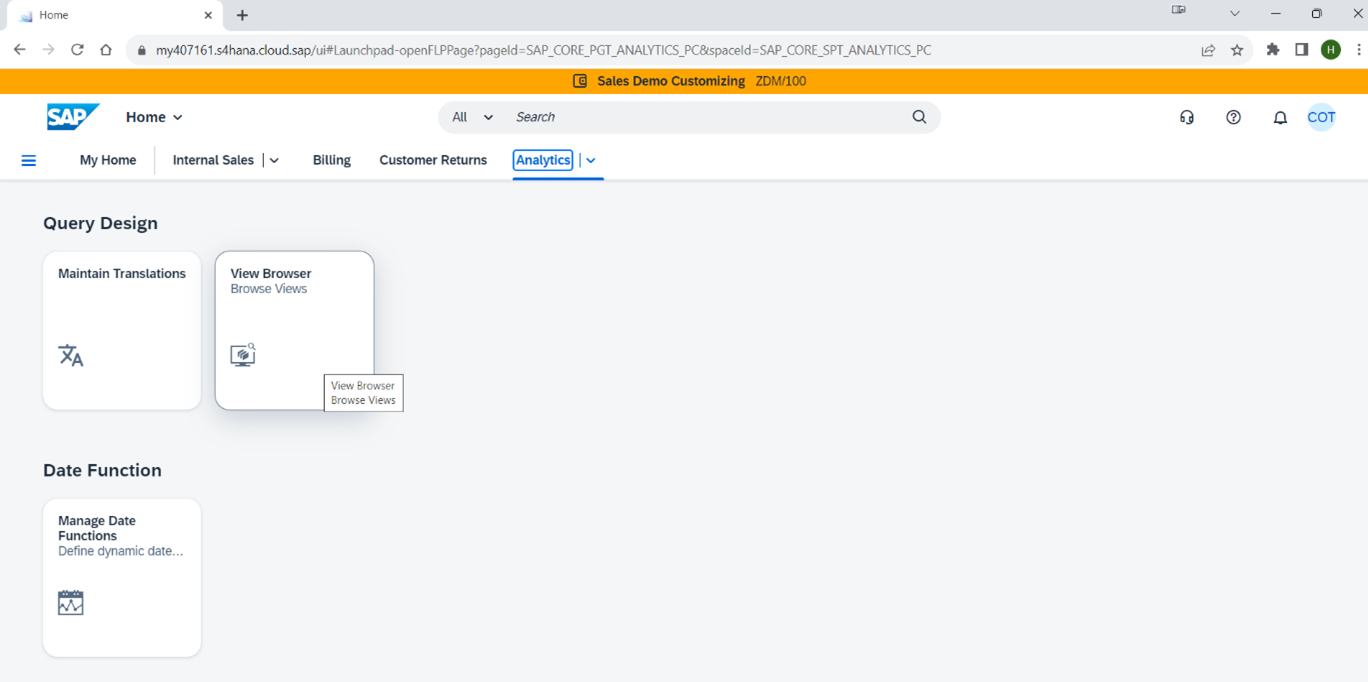 Home
my407161.s4hana.cloud.sap/ui#Launchpad-openFLPPage?pageId=SAP_CORE_PGT_ANALYTICS_PC&spaceId=SAP_CORE_SPT_ANALYTICS_PC
H
Sales Demo Customizing ZDM/100
SAP Home All Search COT
My Home Internal Sales Billing Customer Returns Analytics
Query Design
Maintain Translations
View Browser
Browse Views
View Browser
Browse Views
Date Function
Manage Date
Functions
Define dynamic date...